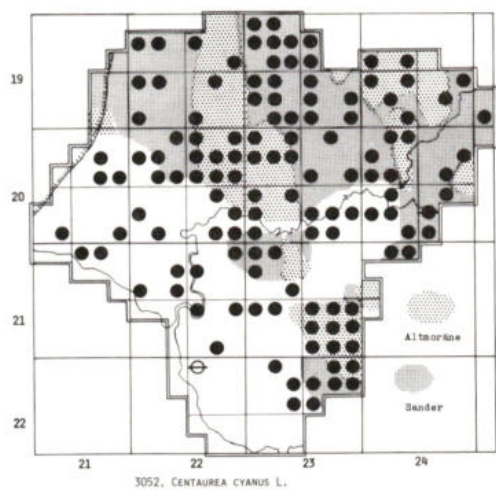 19
20
21
Altmoräne
Sander
22
21 22 23 24
3052, CENTAUREA CYANUS L.